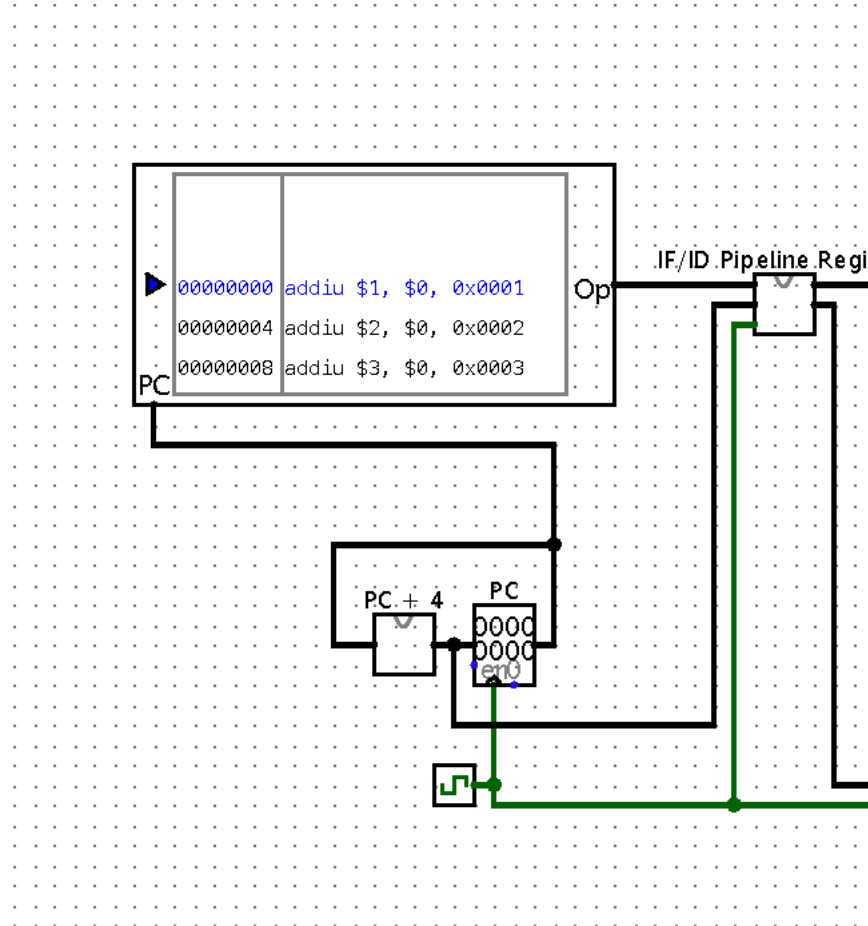 IF/ID Pipeline Regi
00000000 addiu $1, $0, 0x0001
Op
00000004 addiu $2, $0, 0x0002
00000008 addiu $3, $0, 0x0003
PC
PC
PC + 4
0000
0000
en0